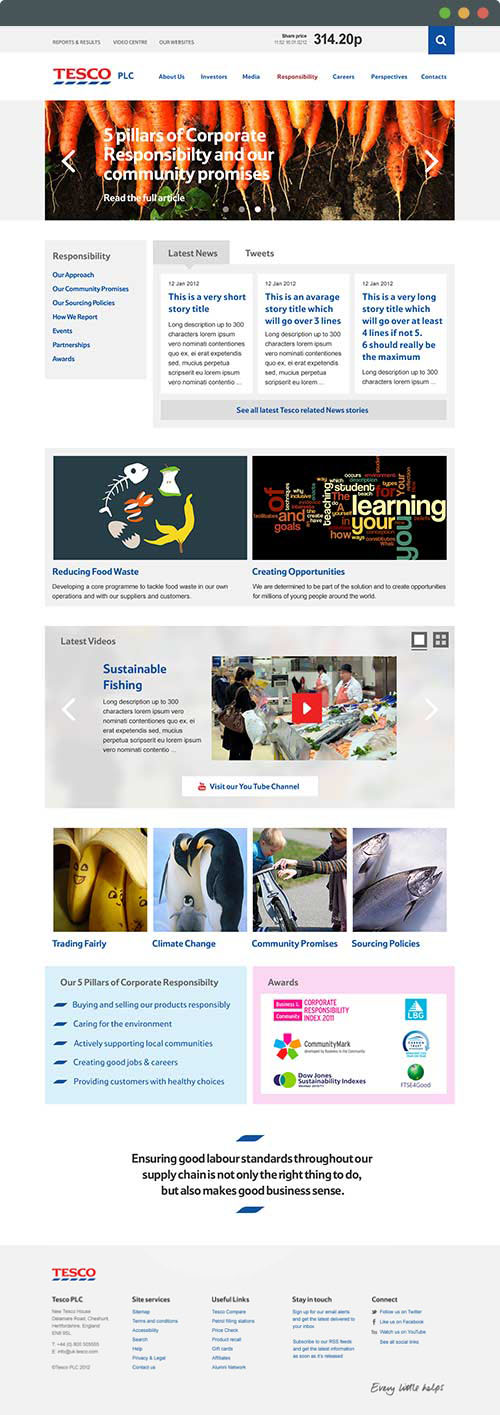 REPORTS & RESULTS VIDEO CENTRE OUR WEBSITES
Share price
314.20p
TESCO PLC
About Us Investors Media Responsibility Careers Perspectives Contacts
5 pillars of Corporate
Responsibilty and our
community promises
Read the full article
Responsibility
Our Approach
Our Community Promises
Our Sourcing Policies
How We Report
Events
Partnerships
Awards
Latest News Tweets
12 Jan 2012
This is a very short
story title
Long description up to 300
characters lorem ipsum
vero nominati contentiones
quo ex, ei erat expetendis
sed, mucius perpetua
scripserit eu lorem ipsum
vero nominati contentio ...
12 Jan 2012
This is an avarage
story title which
will go over 3 lines
Long description up to 300
characters lorem ipsum
vero nominati contentiones
quo ex, ei erat expetendis
sed, mucius perpetua
scripserit eu lorem ipsum ...
12 Jan 2012
This is a very long
story title which
will go over at least
4 lines if not 5.
6 should really be
the maximum
Long description up to 300
characters lorem ipsum ...
See all latest Tesco related News stories
of
and
goals
teaching
student
The
for
Your
learning
your
you
how
Reducing Food Waste
Developing a core programme to tackle food waste in our own
operations and with our suppliers and customers.
Creating Opportunities
We are determined to be part of the solution and to create opportunities
for millions of young people around the world.
Latest Videos
Sustainable
Fishing
Long description up to 300
characters lorem ipsum vero
nominati contentiones quo ex, ei
erat expetendis sed, mucius
perpetua scripserit eu lorem ipsum
vero nominati contentio ...
Visit our You Tube Channel
Trading Fairly
Climate Change
Community Promises
Sourcing Policies
Our 5 Pillars of Corporate Responsibilty
Buying and selling our products responsibly
Caring for the environment
Actively supporting local communities
Creating good jobs & careers
Providing customers with healthy choices
Awards
Business in the
Community
CORPORATE
RESPONSIBILITY
INDEX 2011
LBG
CommunityMark
developed by Business in the Community
Dow Jones
Sustainability Indexes
FTSE4Good
Ensuring good labour standards throughout our
supply chain is not only the right thing to do,
but also makes good business sense.
TESCO
Tesco PLC
New Tesco House
Delamare Road, Cheshunt,
Hertfordshire, England
EN8 9SL
E: info@uk.tesco.com
©Tesco PLC 2012
Site services
Sitemap
Terms and conditions
Accessibility
Search
Help
Privacy & Legal
Contact us
Useful Links
Tesco Compare
Petrol filling stations
Price Check
Product recall
Gift cards
Affiliates
Alumni Network
Stay in touch
Sign up for our email alerts
and get the latest delivered to
your inbox
Subscribe to our RSS feeds
and get the latest information
as soon as it's released
Connect
Follow us on Twitter
Like us on Facebook
Watch us on YouTube
See all social links
Every little helps